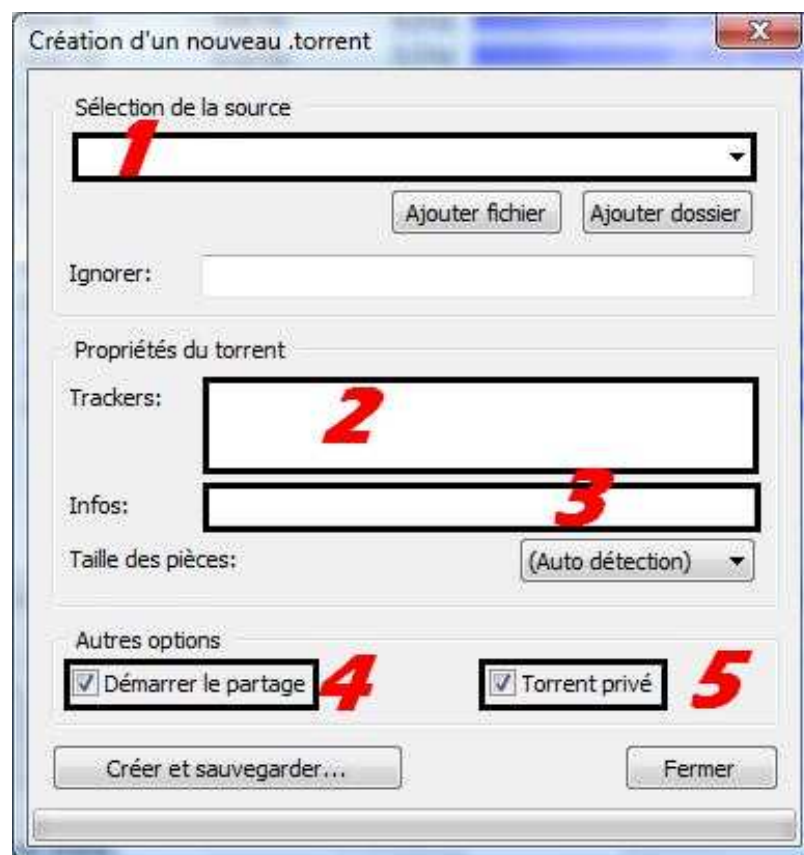 Création d'un nouveau .torrent
Sélection de la source
1
Ajouter fichier Ajouter dossier
Ignorer:
Propriétés du torrent
Trackers: 2
Infos: 3
Taille des pièces: (Auto détection)
Autres options
Démarrer le partage 4 Torrent privé 5
Créer et sauvegarder... Fermer